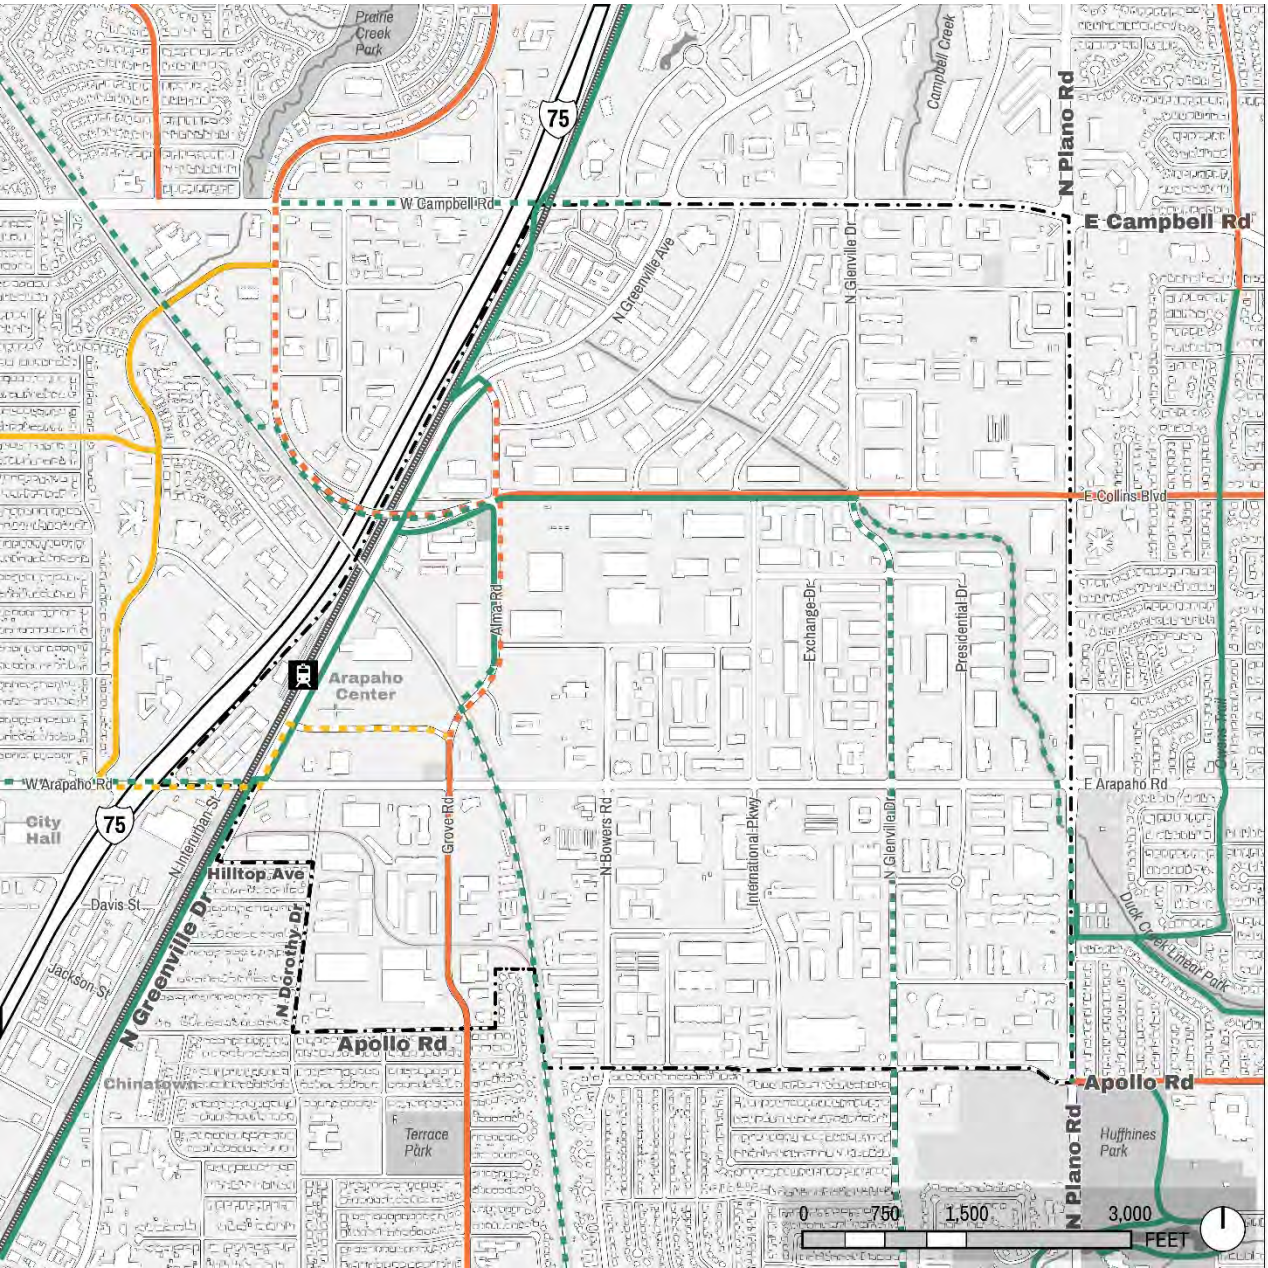 Prairie
Creek
Park
75
Campbell Creek
N Plano Rd
W Campbell Rd
E Campbell Rd
N Greenville Ave
N Glenville Dr
E Collins Blvd
Alma Rd
Exchange Dr
Presidential Dr
Arapaho
Center
Owens Trail
W Arapaho Rd
E Arapaho Rd
75
City
Hall
N Interurban St
Grove Rd
N Bowers Rd
International Pkwy
N Glenville Dr
Hilltop Ave
Davis St
N Greenville Dr
N Dorothy Dr
Duck Creek Linear Park
Jackson St
Apollo Rd
Chinatown
Apollo Rd
Terrace
Park
Huffhines
Park
N Plano Rd
0 750 1,500 3,000
FEET